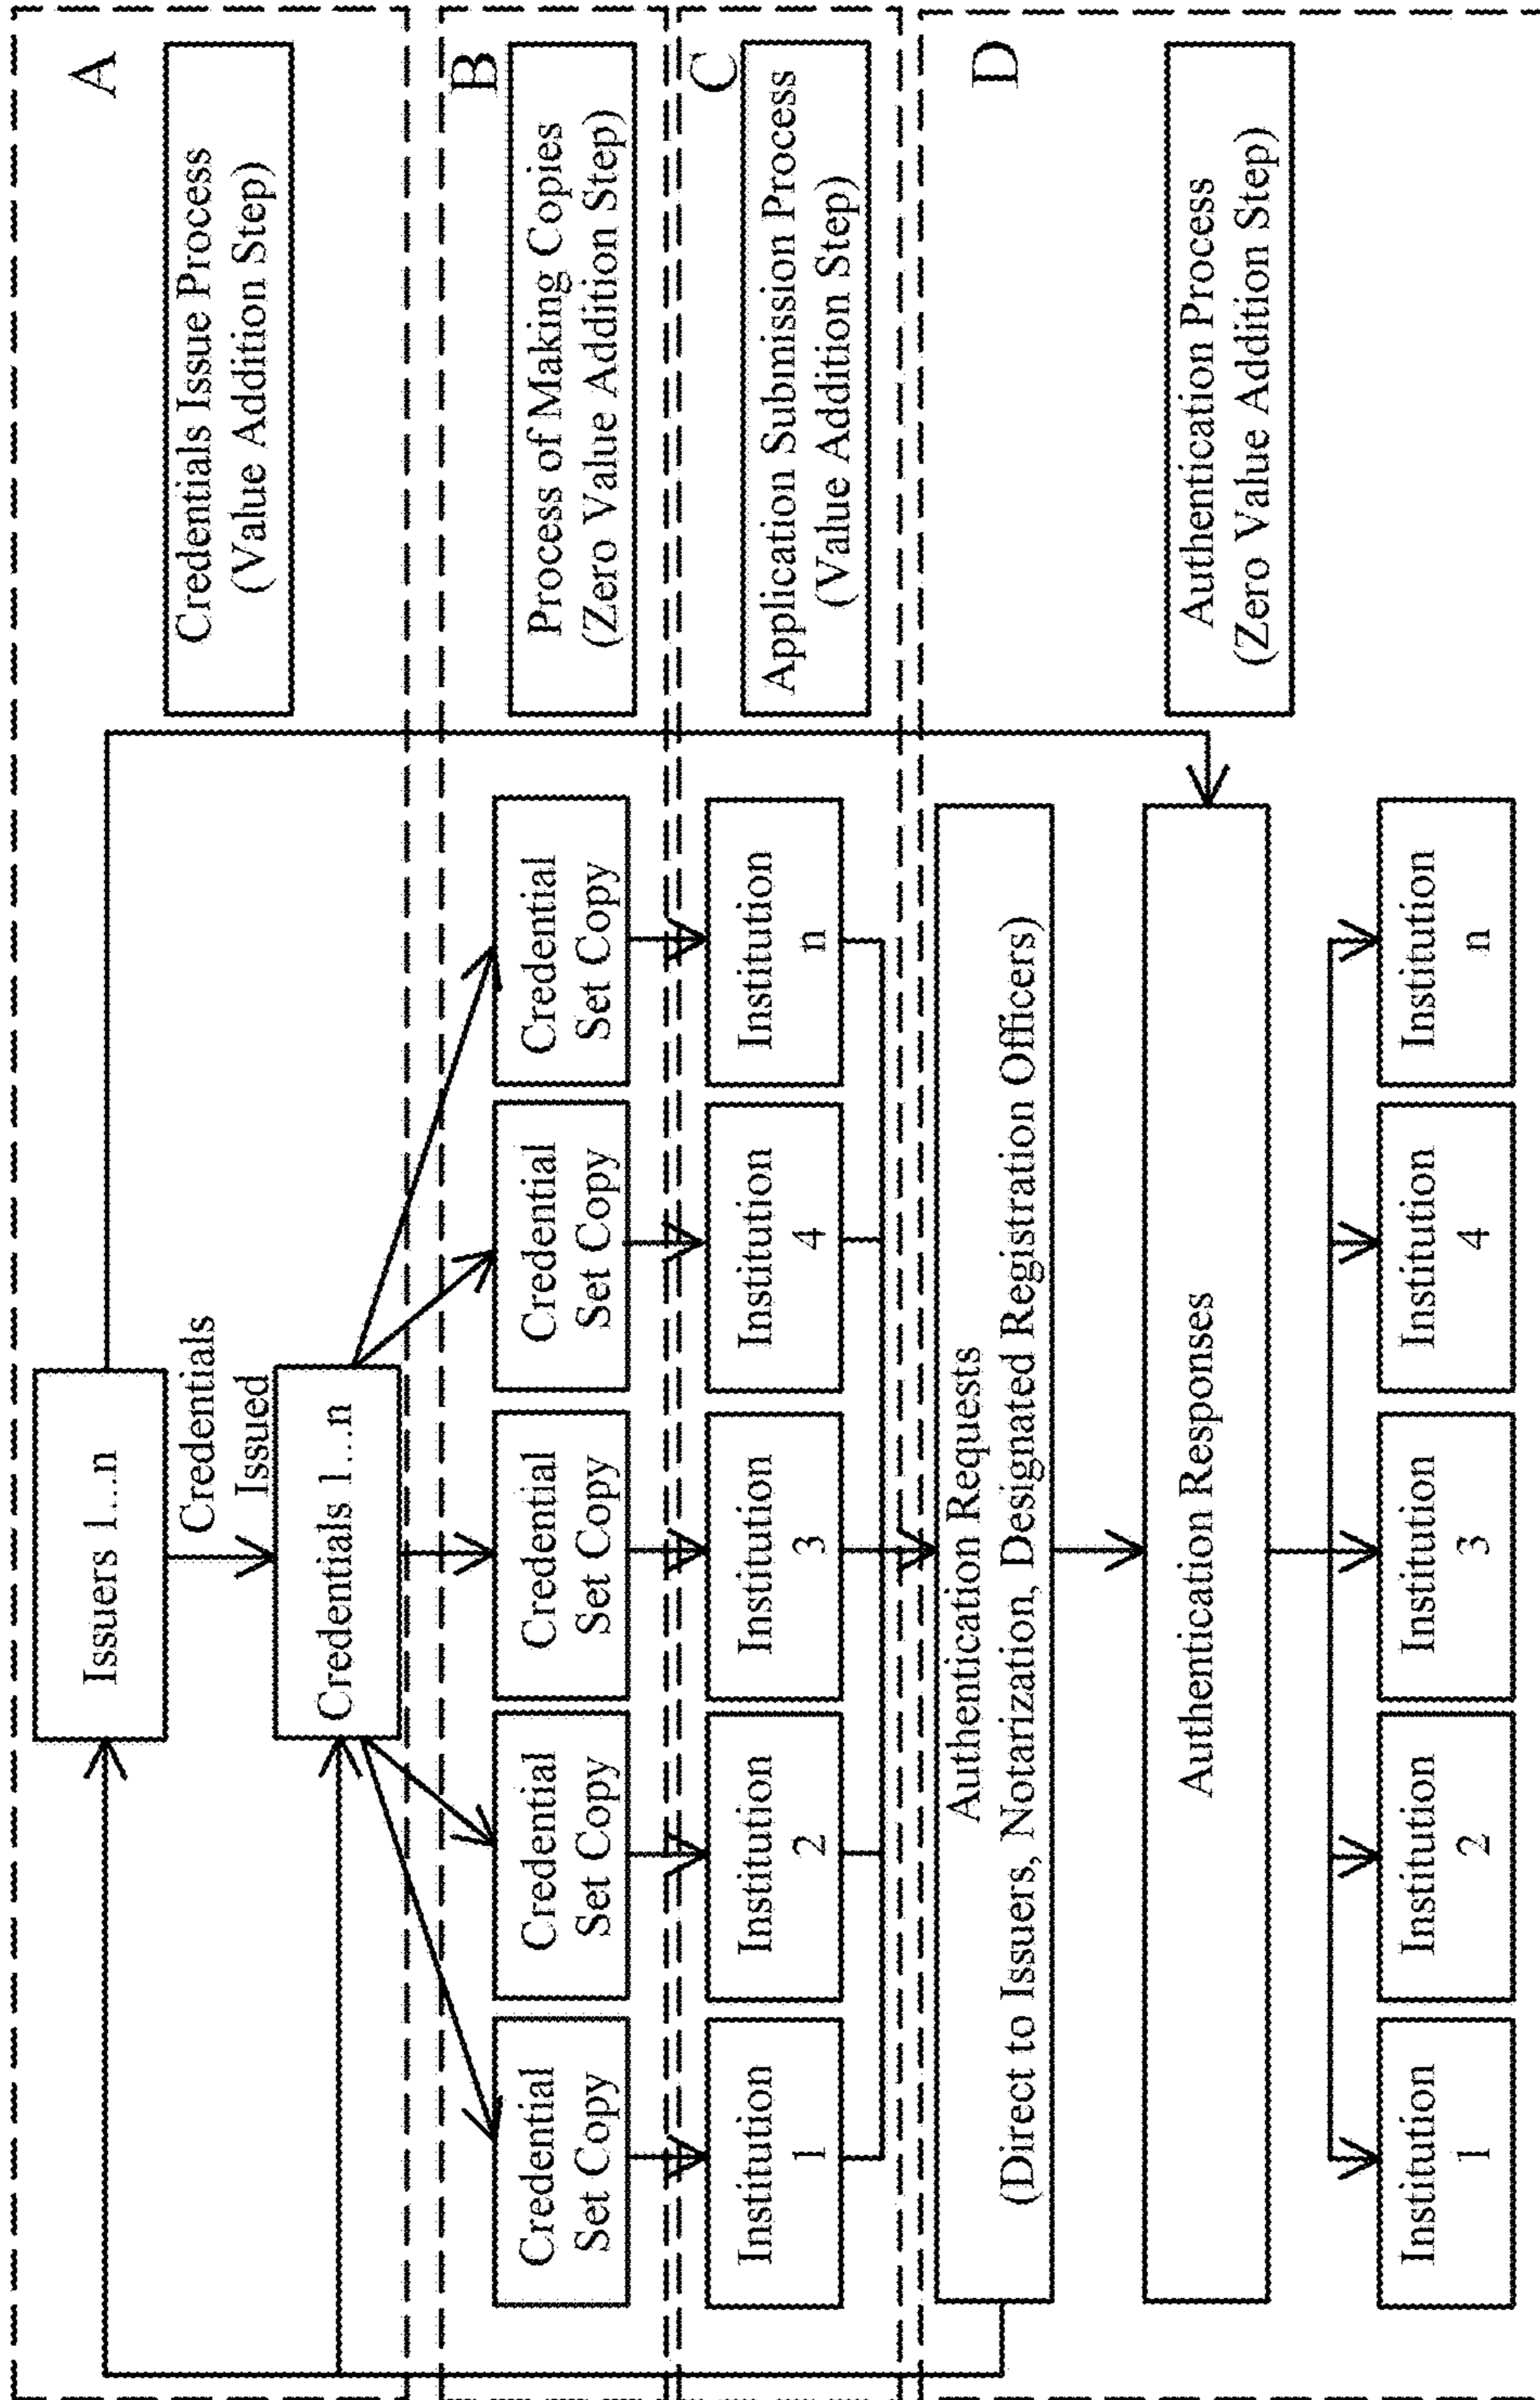 A
Credentials Issue Process
(Value Addition Step)
Issuers 1...n
Credentials
Issued
Credentials 1...n
B
Process of Making Copies
(Zero Value Addition Step)
Credential
Set Copy
Credential
Set Copy
Credential
Set Copy
Credential
Set Copy
Credential
Set Copy
C
Application Submission Process
(Value Addition Step)
Institution
1
Institution
2
Institution
3
Institution
4
Institution
n
D
Authentication Process
(Zero Value Addition Step)
Authentication Requests
(Direct to Issuers, Notarization, Designated Registration Officers)
Authentication Responses
Institution
1
Institution
2
Institution
3
Institution
4
Institution
n